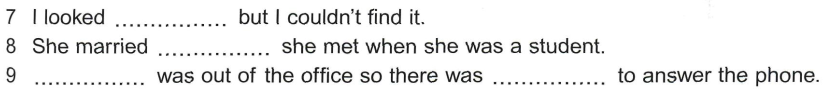 7 I looked ................ but I couldn't find it.
8 She married ................ she met when she was a student.
9 ................ was out of the office so there was ................ to answer the phone.